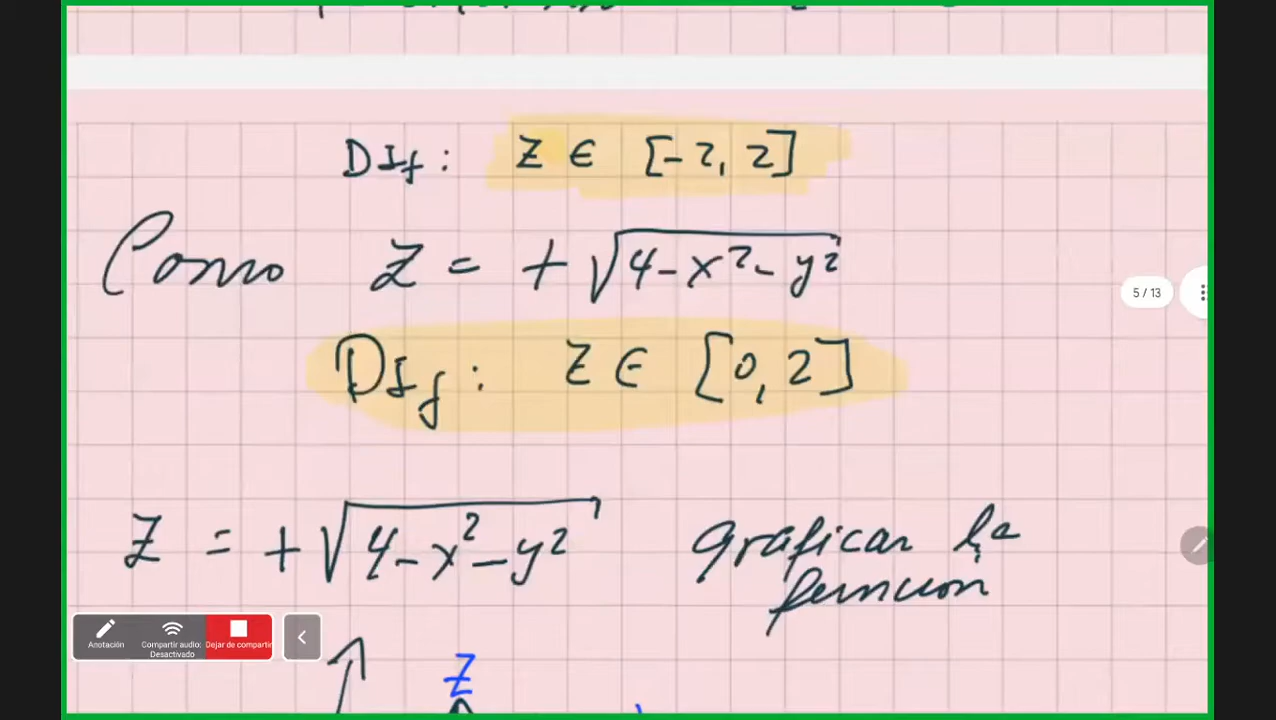 DIf: Z ∈ [-2, 2]
Como Z = +√4-x²-y²
5 / 13
DIf: Z ∈ [0, 2]
Z = +√4-x²-y² graficar la
funcion
Anotación
Compartir audio:
Desactivado
Dejar de compartir
Z